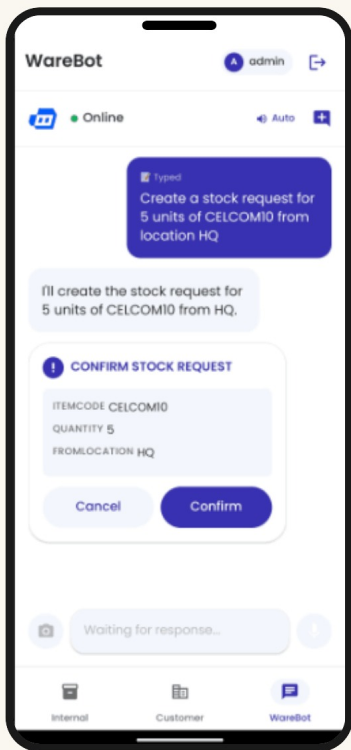 WareBot
A admin
Online
Auto
Typed
Create a stock request for
5 units of CELCOM10 from
location HQ
I'll create the stock request for
5 units of CELCOM10 from HQ.
! CONFIRM STOCK REQUEST
ITEMCODE CELCOM10
QUANTITY 5
FROMLOCATION HQ
Cancel
Confirm
Waiting for response...
Internal
Customer
WareBot